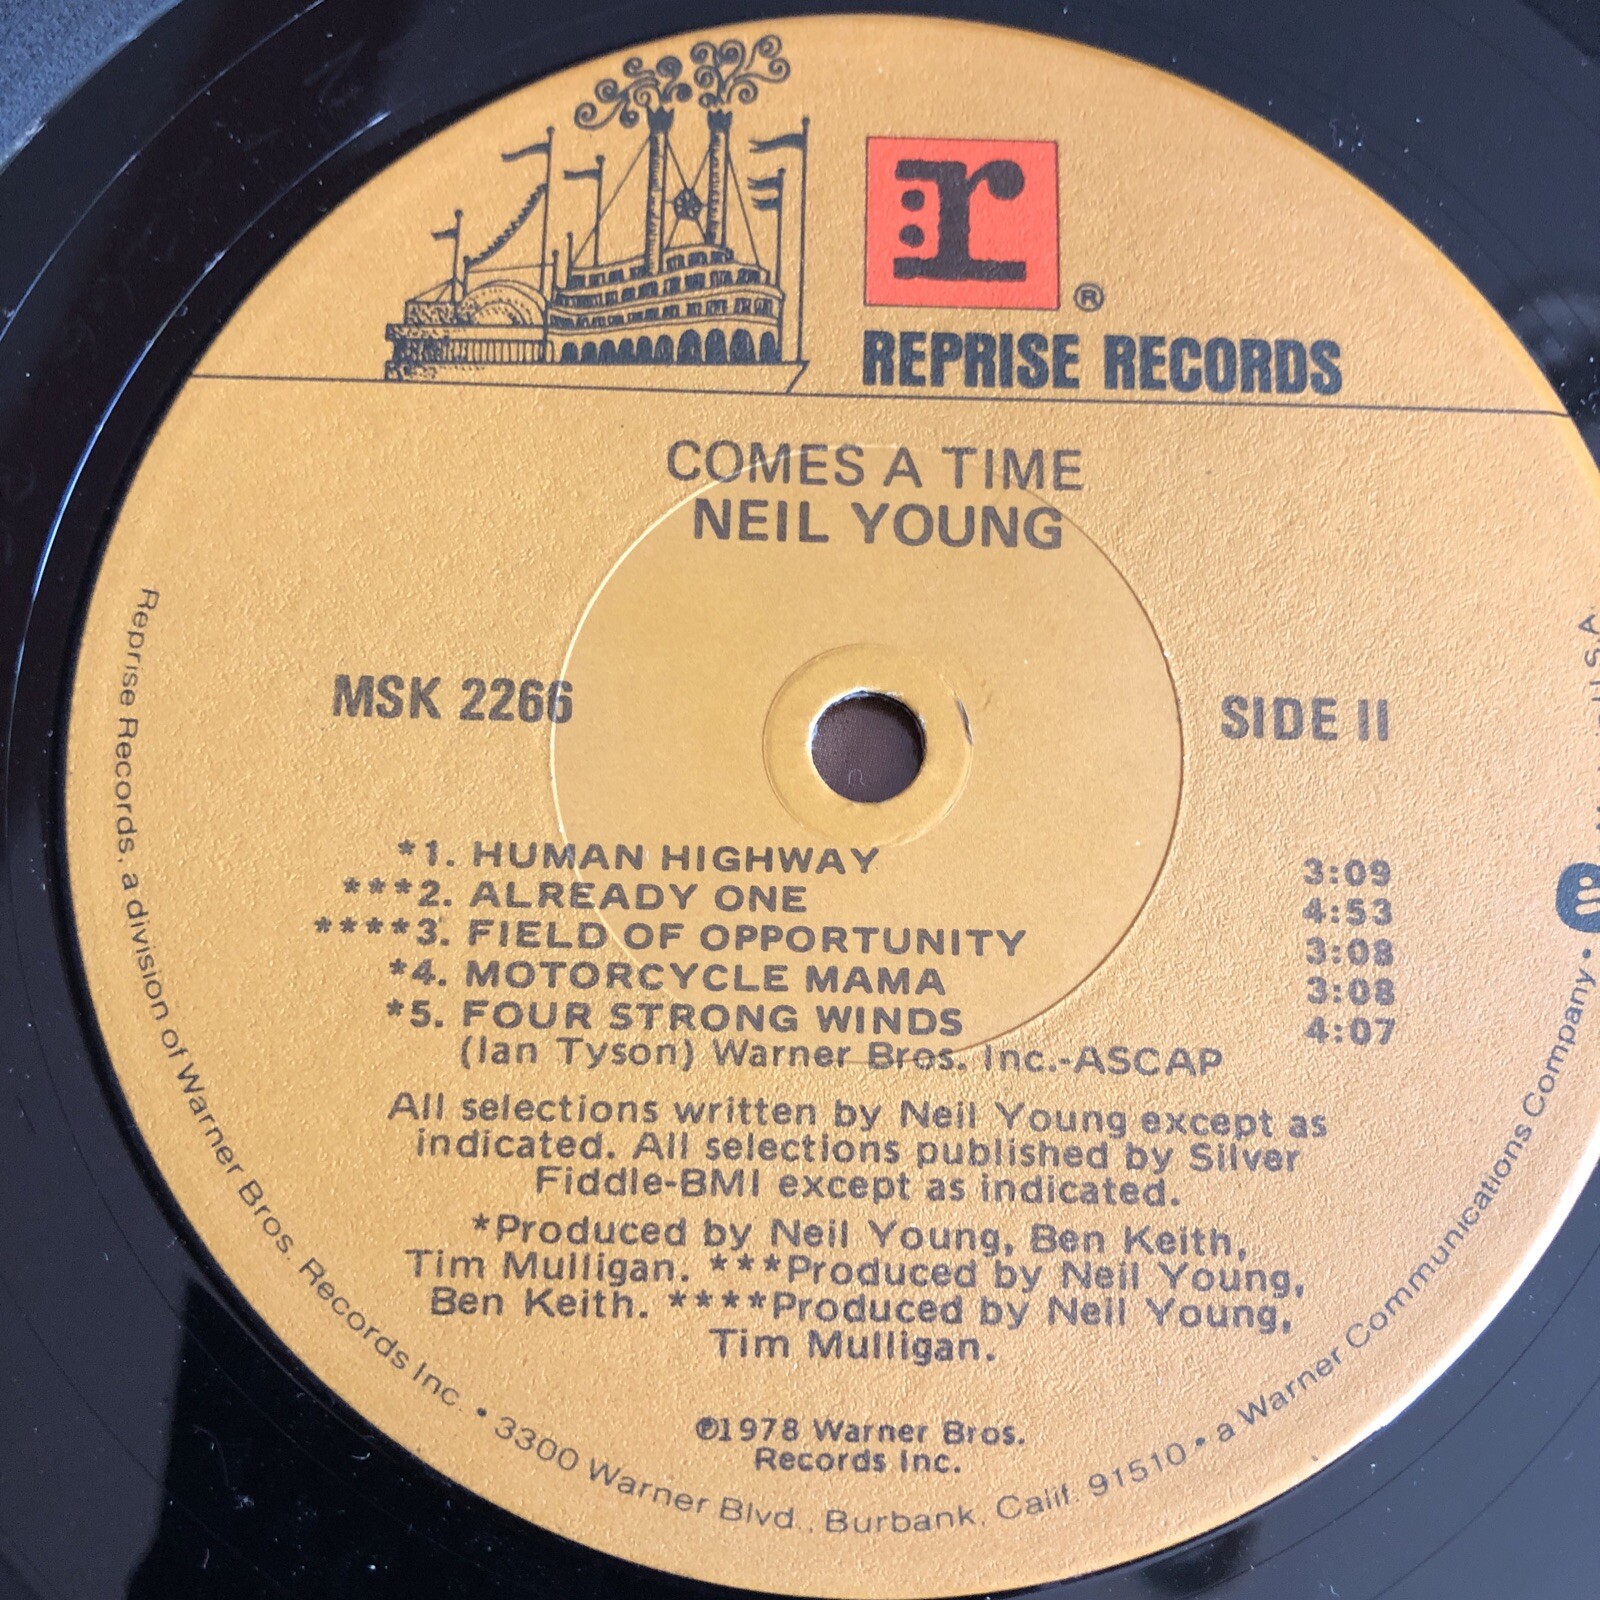 r
®
REPRISE RECORDS
COMES A TIME
NEIL YOUNG
MSK 2266
SIDE II
*1. HUMAN HIGHWAY 3:09
***2. ALREADY ONE 4:53
****3. FIELD OF OPPORTUNITY 3:08
*4. MOTORCYCLE MAMA 3:08
*5. FOUR STRONG WINDS 4:07
(Ian Tyson) Warner Bros. Inc.-ASCAP
All selections written by Neil Young except as
indicated. All selections published by Silver
Fiddle-BMI except as indicated.
*Produced by Neil Young, Ben Keith,
Tim Mulligan. ***Produced by Neil Young,
Ben Keith. ****Produced by Neil Young,
Tim Mulligan.
℗1978 Warner Bros.
Records Inc.
Reprise Records, a division of Warner Bros. Records Inc. • 3300 Warner Blvd., Burbank, Calif. 91510 • a Warner Communications Company •
U.S.A.